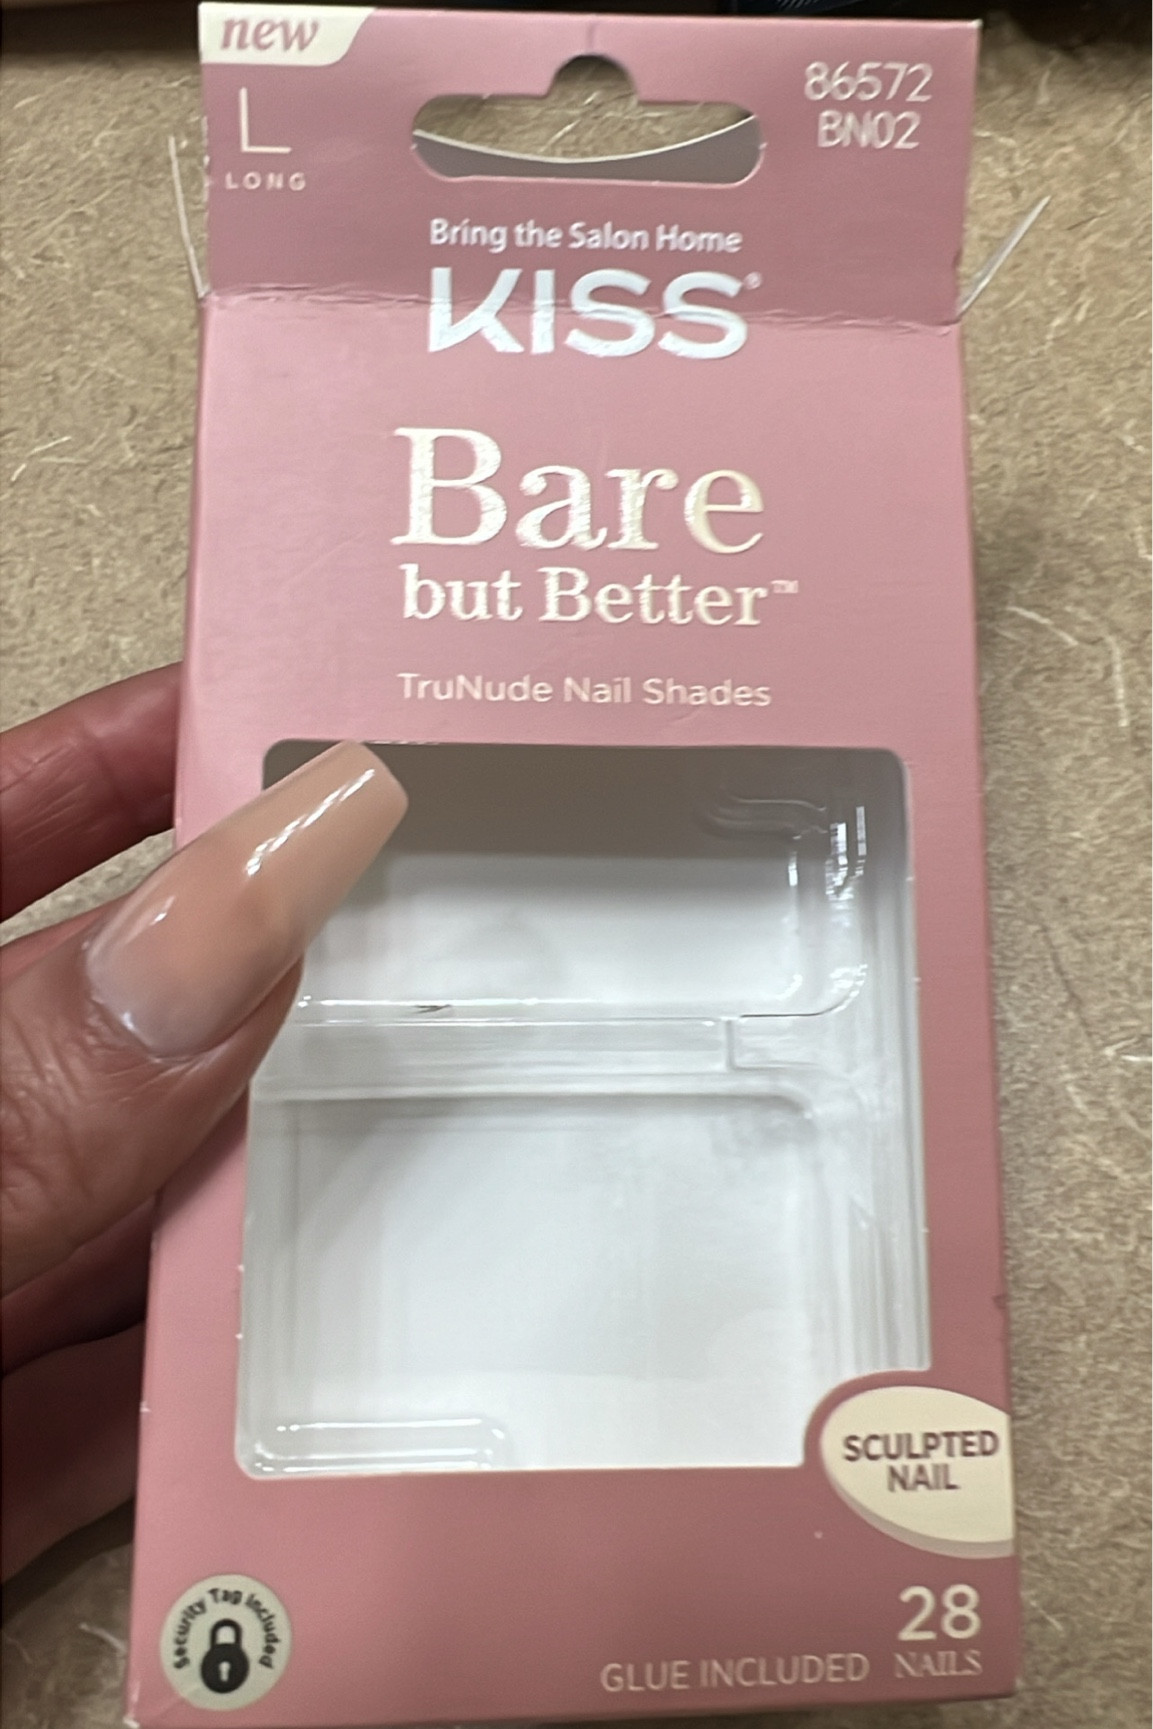 new
L
LONG
86572
BN02
Bring the Salon Home
KISS®
Bare
but Better™
TruNude Nail Shades
SCULPTED
NAIL
Security Tag Included
28
GLUE INCLUDED NAILS